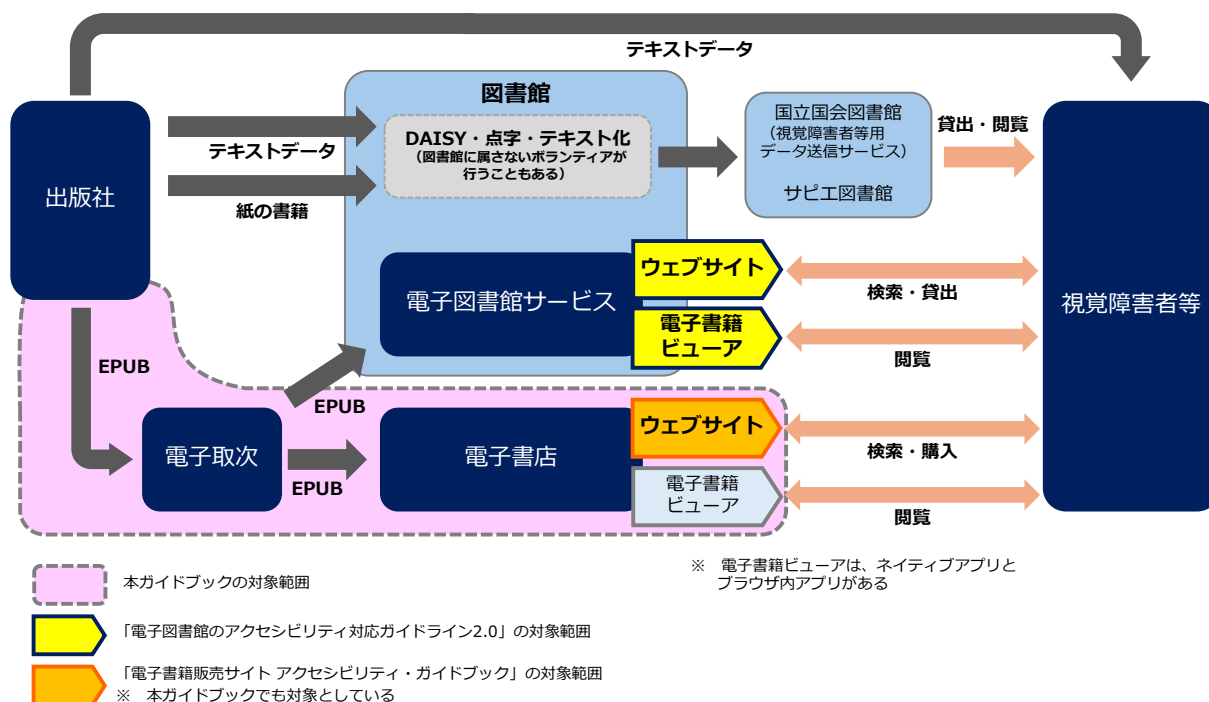 テキストデータ
図書館
国立国会図書館
（視覚障害者等用
データ送信サービス）
サピエ図書館
貸出・閲覧
DAISY・点字・テキスト化
（図書館に属さないボランティアが
行うこともある）
テキストデータ
出版社
紙の書籍
ウェブサイト
電子図書館サービス
検索・貸出
視覚障害者等
電子書籍
ビューア
閲覧
EPUB
EPUB
ウェブサイト
電子取次
電子書店
検索・購入
EPUB
電子書籍
ビューア
閲覧
※　電子書籍ビューアは、ネイティブアプリと
ブラウザ内アプリがある
本ガイドブックの対象範囲
「電子図書館のアクセシビリティ対応ガイドライン2.0」の対象範囲
「電子書籍販売サイト アクセシビリティ・ガイドブック」の対象範囲
※　本ガイドブックでも対象としている